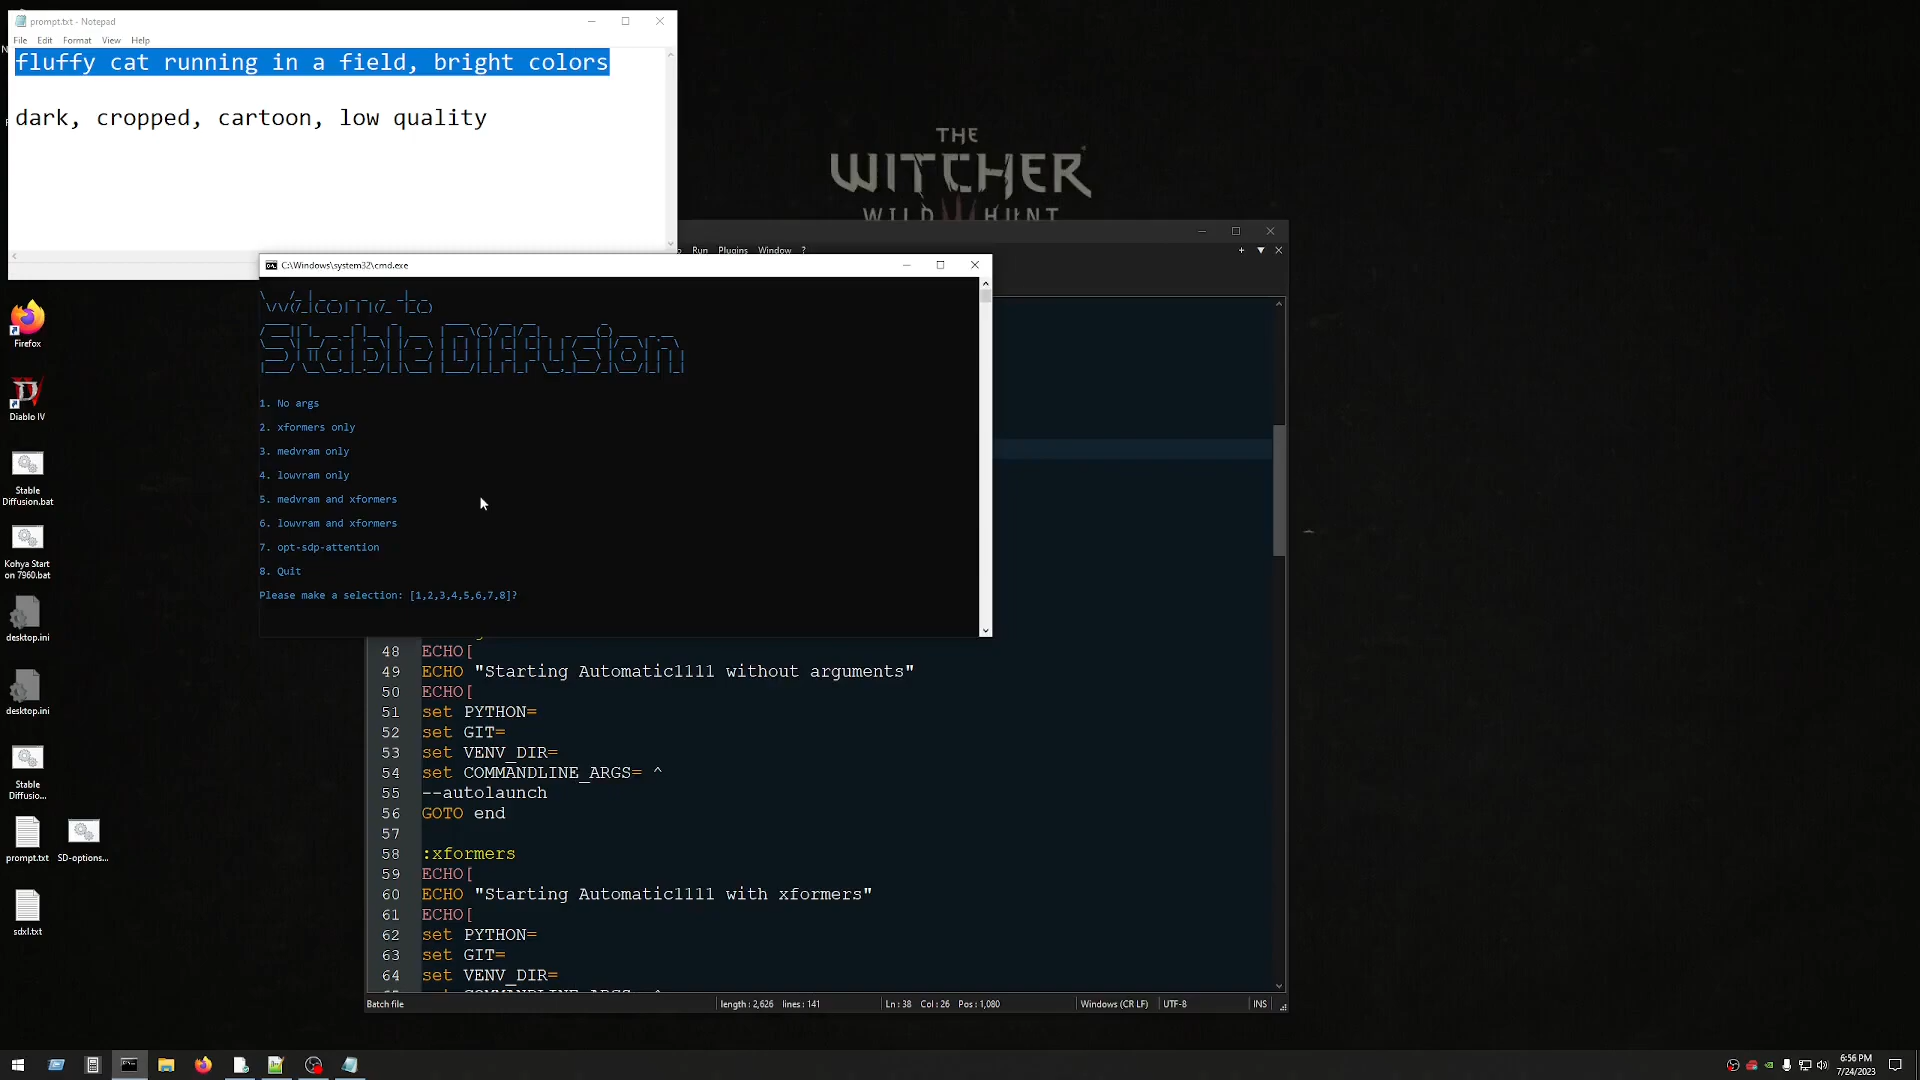 prompt.txt - Notepad
File Edit Format View Help
fluffy cat running in a field, bright colors
dark, cropped, cartoon, low quality
THE
WITCHER
WILD HUNT
Run Plugins Window ?
C:\Windows\system32\cmd.exe
Welcome to
Stable Diffusion
1. No args
2. xformers only
3. medvram only
4. lowvram only
5. medvram and xformers
6. lowvram and xformers
7. opt-sdp-attention
8. Quit
Please make a selection: [1,2,3,4,5,6,7,8]?
48 ECHO[
49 ECHO "Starting Automatic1111 without arguments"
50 ECHO[
51 set PYTHON=
52 set GIT=
53 set VENV_DIR=
54 set COMMANDLINE_ARGS= ^
55 --autolaunch
56 GOTO end
57
58 :xformers
59 ECHO[
60 ECHO "Starting Automatic1111 with xformers"
61 ECHO[
62 set PYTHON=
63 set GIT=
64 set VENV_DIR=
Batch file length : 2,626 lines : 141 Ln : 38 Col : 26 Pos : 1,080 Windows (CR LF) UTF-8 INS
Firefox
Diablo IV
Stable
Diffusion.bat
Kohya Start
on 7960.bat
desktop.ini
desktop.ini
Stable
Diffusio...
prompt.txt
SD-options...
sdxl.txt
6:56 PM
7/24/2023